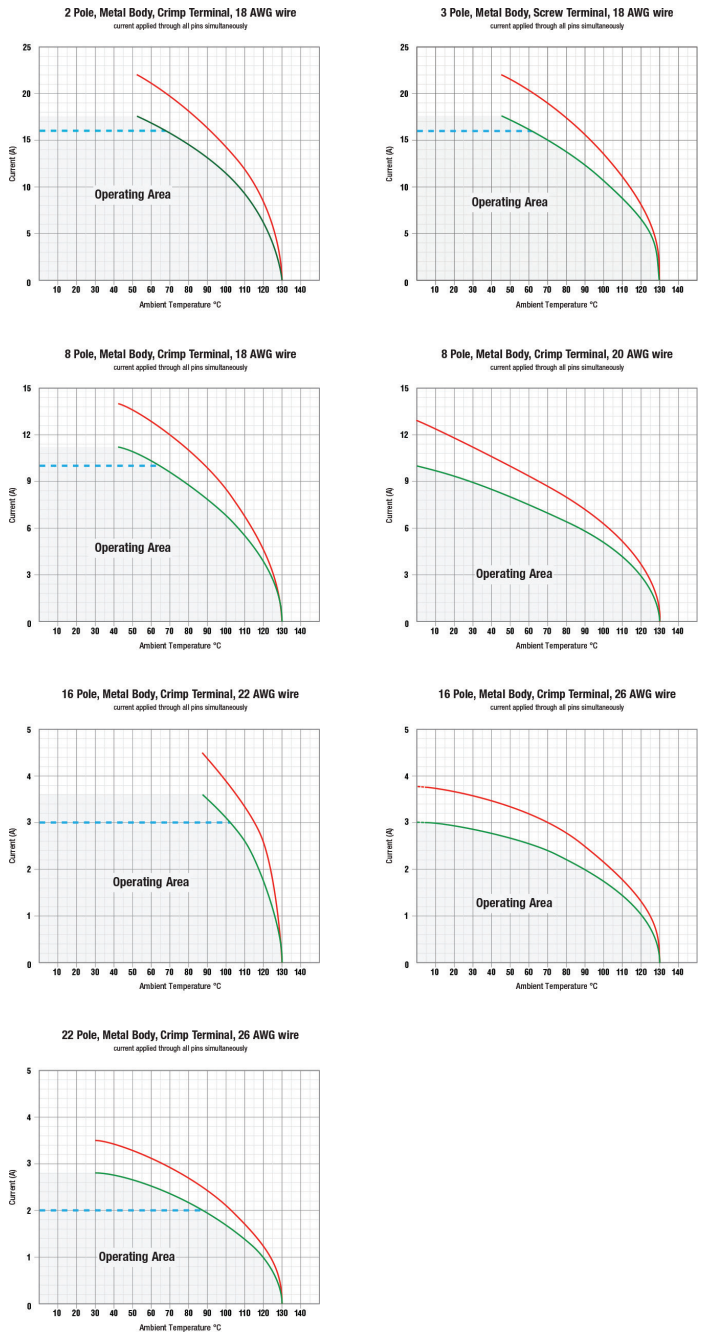 2 Pole, Metal Body, Crimp Terminal, 18 AWG wire
current applied through all pins simultaneously
25
20
15
10
5
0
Current (A)
Operating Area
10 20 30 40 50 60 70 80 90 100 110 120 130 140
Ambient Temperature °C
3 Pole, Metal Body, Screw Terminal, 18 AWG wire
current applied through all pins simultaneously
25
20
15
10
5
0
Current (A)
Operating Area
10 20 30 40 50 60 70 80 90 100 110 120 130 140
Ambient Temperature °C
8 Pole, Metal Body, Crimp Terminal, 18 AWG wire
current applied through all pins simultaneously
15
12
9
6
3
0
Current (A)
Operating Area
10 20 30 40 50 60 70 80 90 100 110 120 130 140
Ambient Temperature °C
8 Pole, Metal Body, Crimp Terminal, 20 AWG wire
current applied through all pins simultaneously
15
12
9
6
3
0
Current (A)
Operating Area
10 20 30 40 50 60 70 80 90 100 110 120 130 140
Ambient Temperature °C
16 Pole, Metal Body, Crimp Terminal, 22 AWG wire
current applied through all pins simultaneously
5
4
3
2
1
0
Current (A)
Operating Area
10 20 30 40 50 60 70 80 90 100 110 120 130 140
Ambient Temperature °C
16 Pole, Metal Body, Crimp Terminal, 26 AWG wire
current applied through all pins simultaneously
5
4
3
2
1
0
Current (A)
Operating Area
10 20 30 40 50 60 70 80 90 100 110 120 130 140
Ambient Temperature °C
22 Pole, Metal Body, Crimp Terminal, 26 AWG wire
current applied through all pins simultaneously
5
4
3
2
1
0
Current (A)
Operating Area
10 20 30 40 50 60 70 80 90 100 110 120 130 140
Ambient Temperature °C